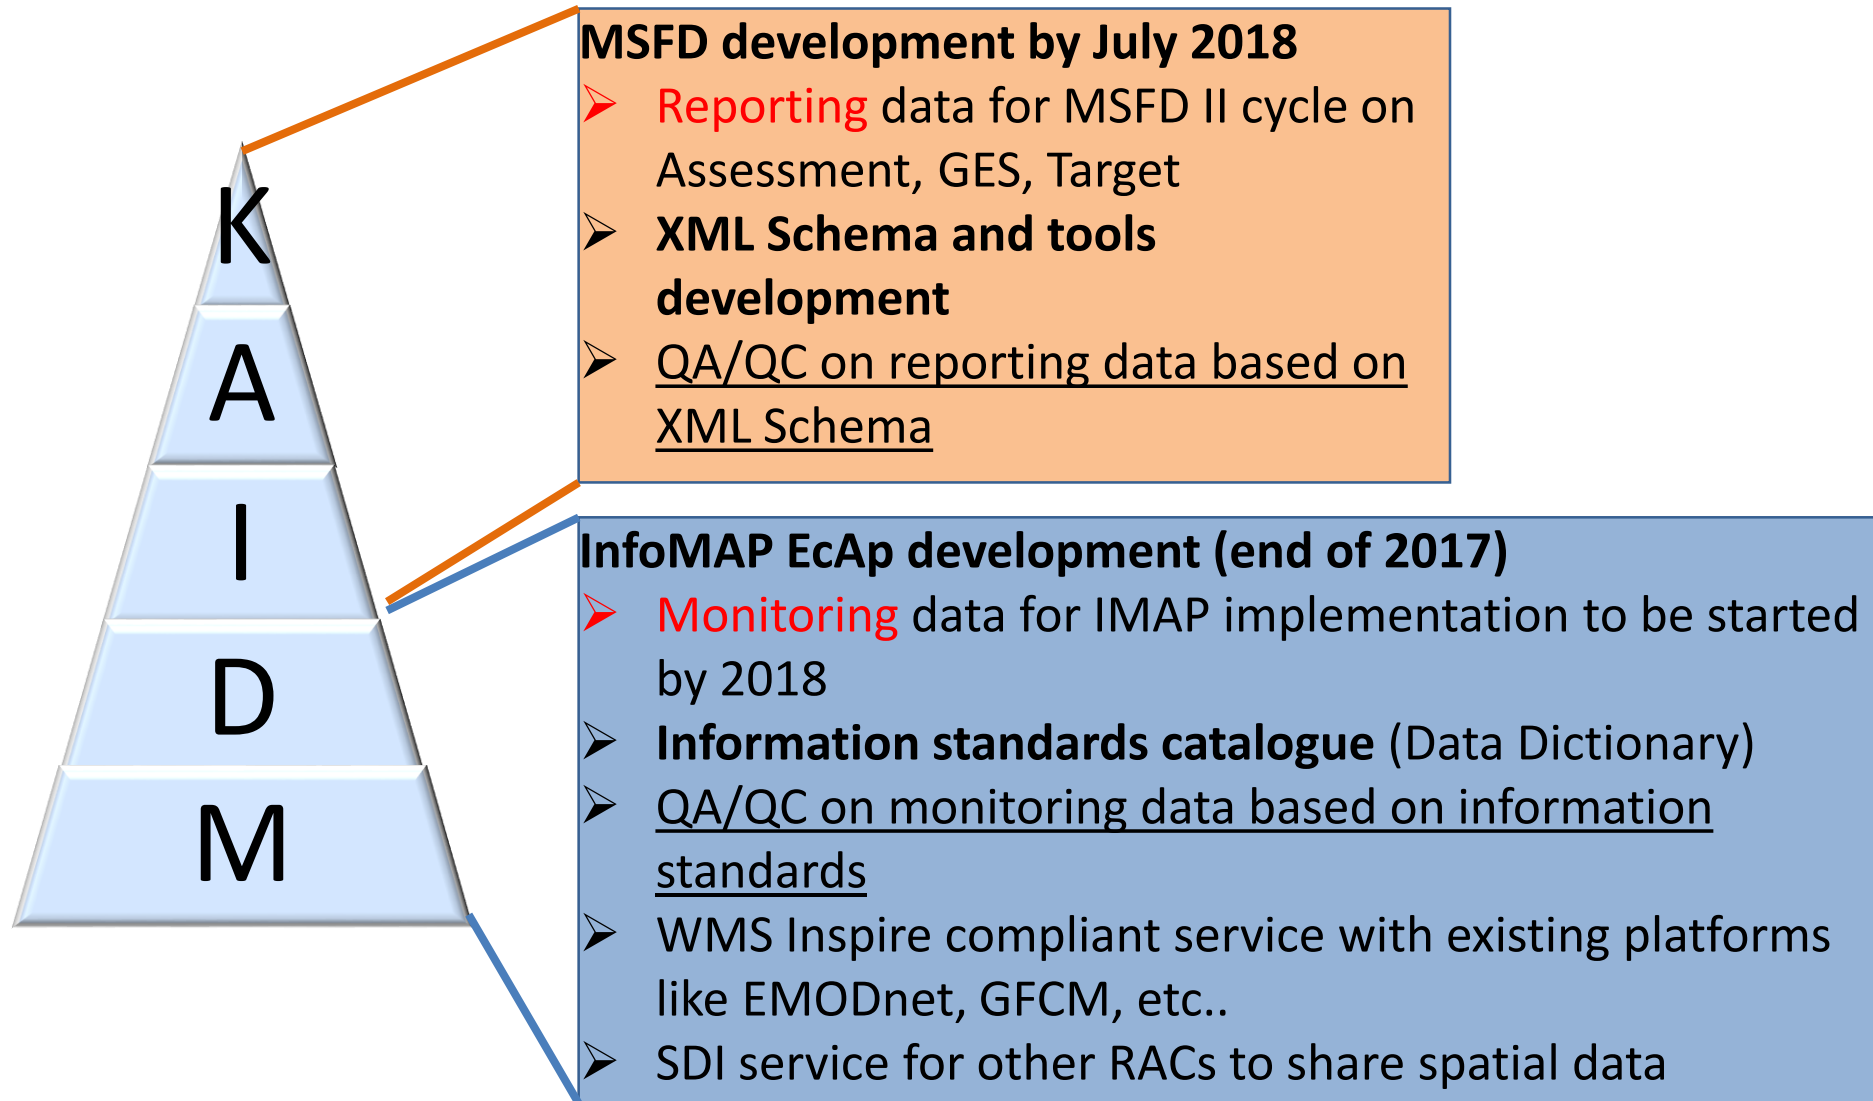 K
A
I
D
M
MSFD development by July 2018
➢ Reporting data for MSFD II cycle on
Assessment, GES, Target
➢ XML Schema and tools
development
➢ QA/QC on reporting data based on
XML Schema
InfoMAP EcAp development (end of 2017)
➢ Monitoring data for IMAP implementation to be started
by 2018
➢ Information standards catalogue (Data Dictionary)
➢ QA/QC on monitoring data based on information
standards
➢ WMS Inspire compliant service with existing platforms
like EMODnet, GFCM, etc..
➢ SDI service for other RACs to share spatial data